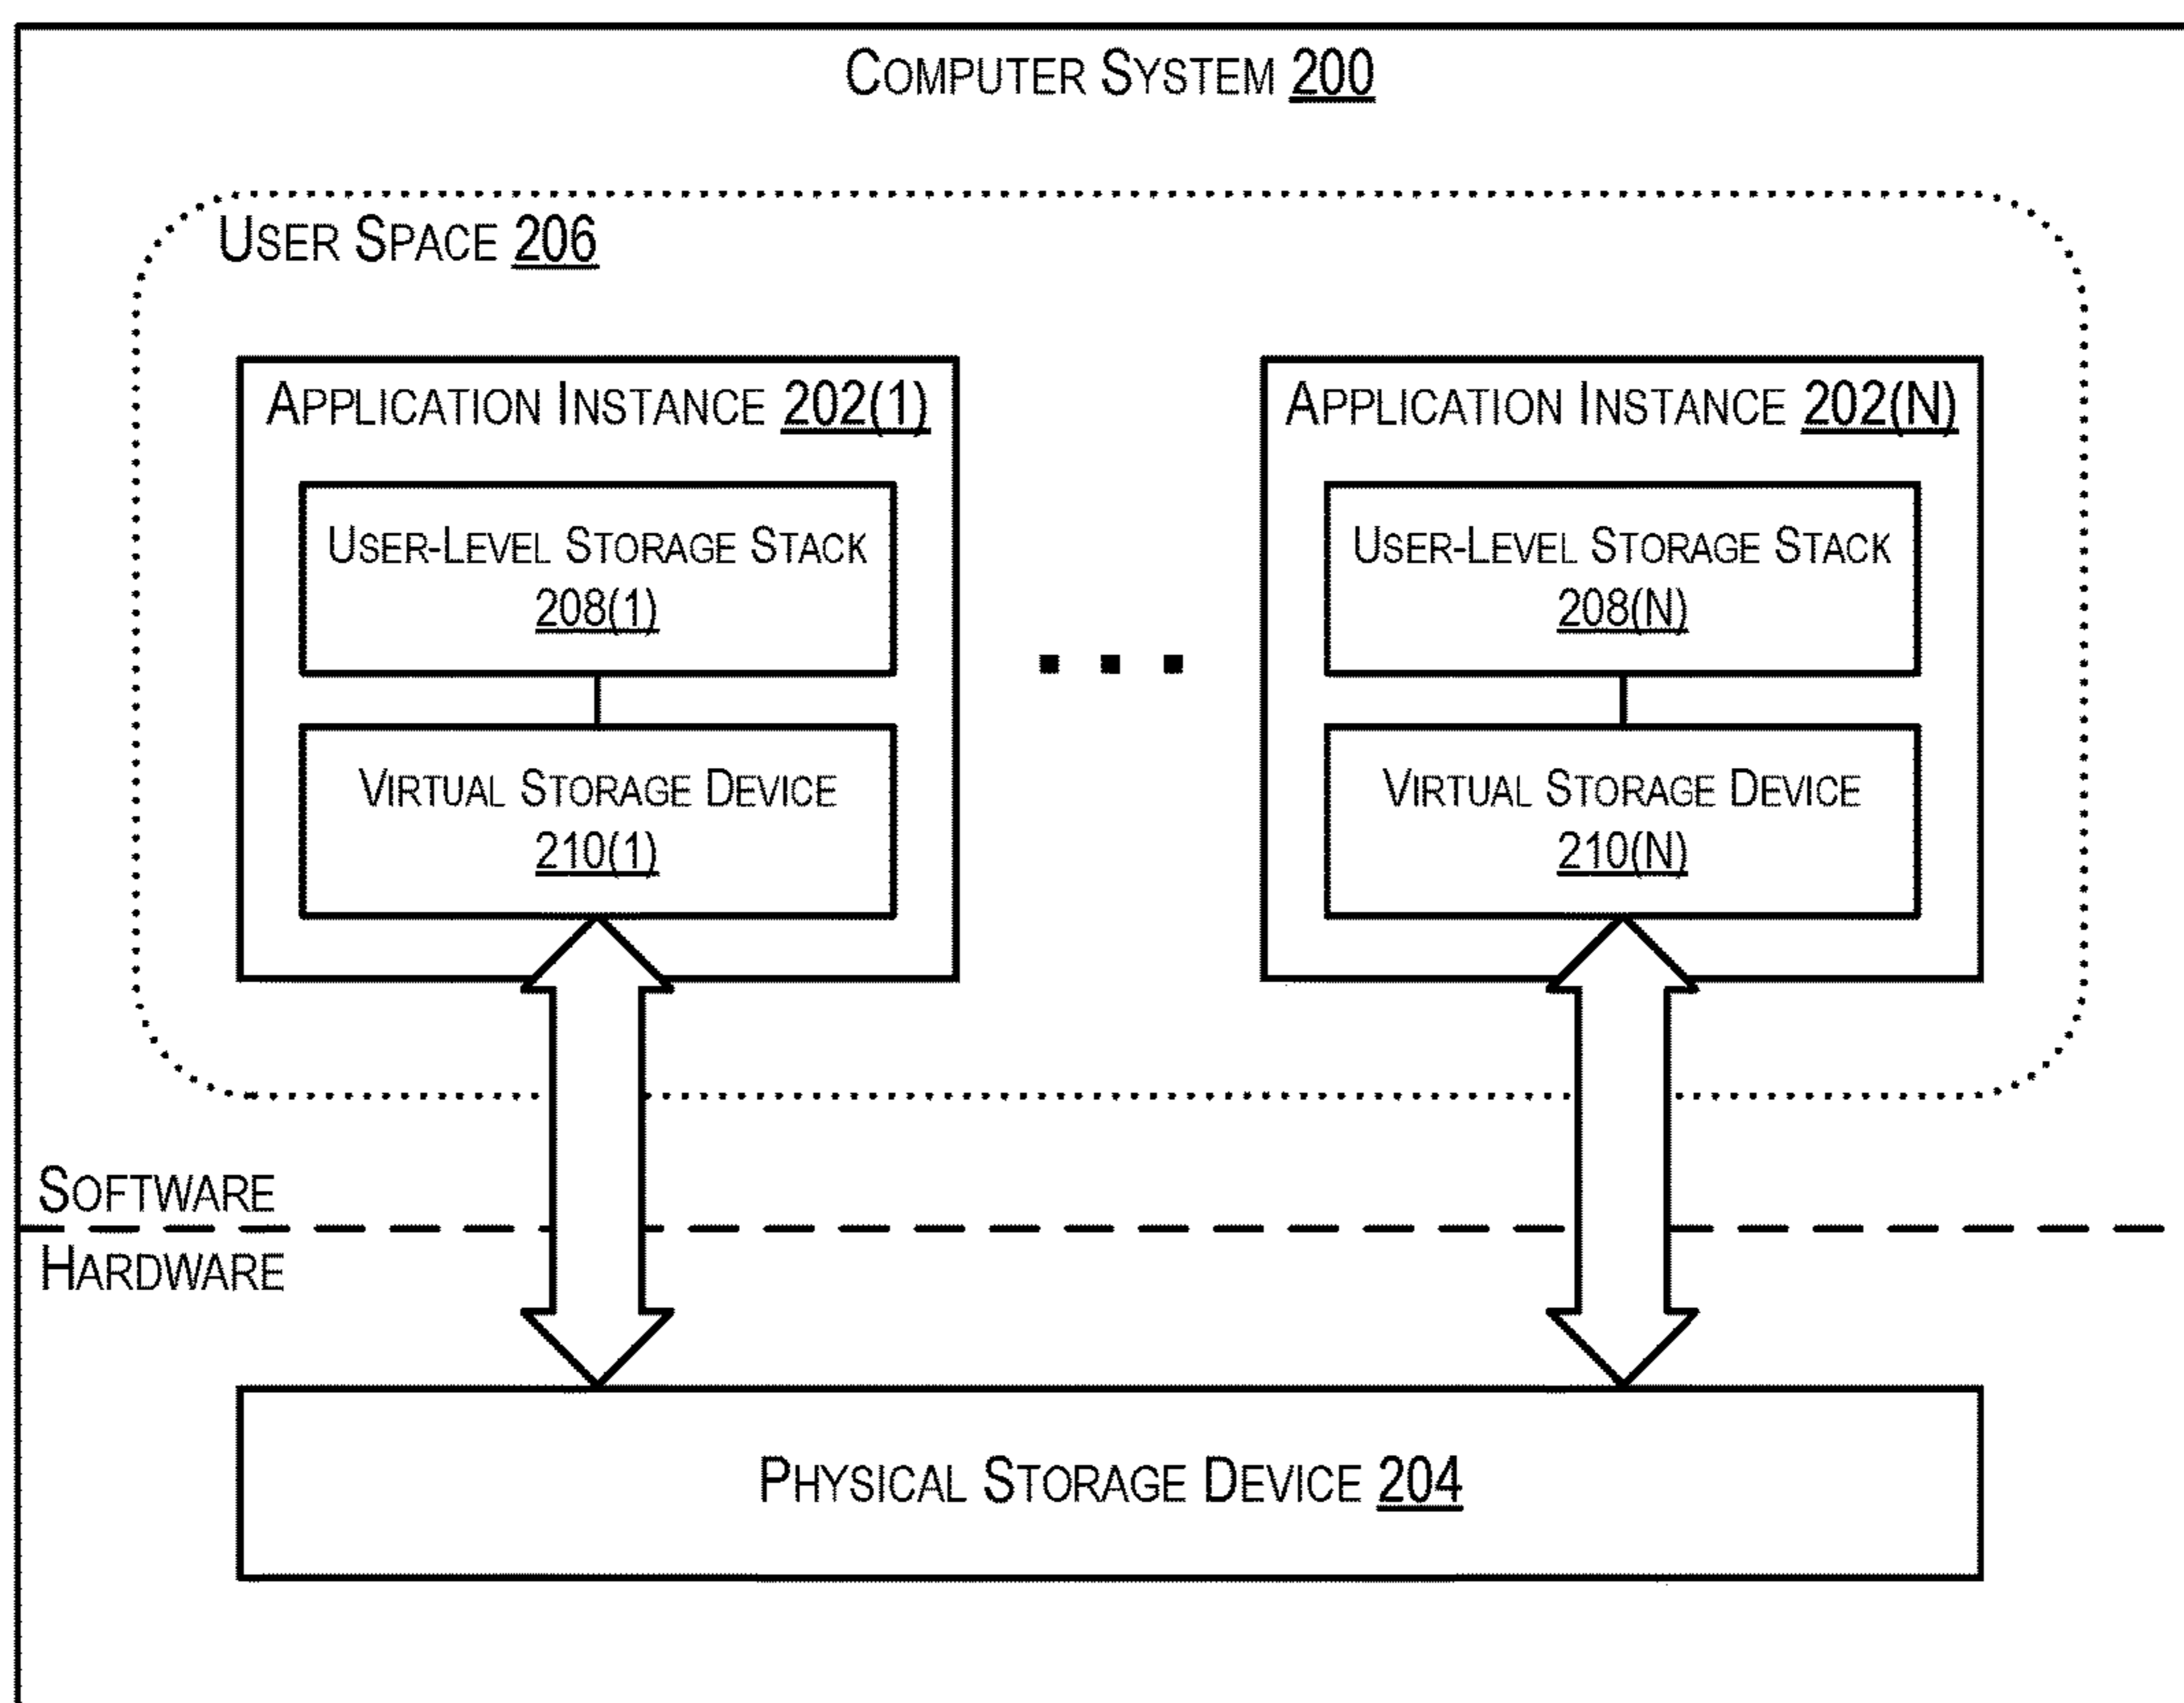 COMPUTER SYSTEM 200
USER SPACE 206
APPLICATION INSTANCE 202(1)
USER-LEVEL STORAGE STACK
208(1)
VIRTUAL STORAGE DEVICE
210(1)
APPLICATION INSTANCE 202(N)
USER-LEVEL STORAGE STACK
208(N)
VIRTUAL STORAGE DEVICE
210(N)
SOFTWARE
HARDWARE
PHYSICAL STORAGE DEVICE 204